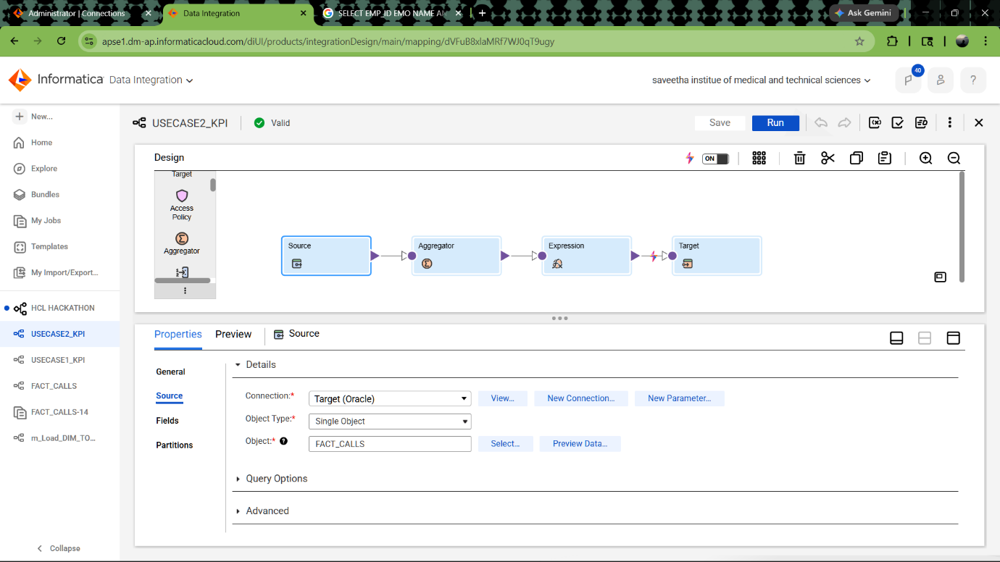 Administrator | Connections
Data Integration
SELECT EMP_ID EMO NAME AN
Ask Gemini
apse1.dm-ap.informaticacloud.com/diUI/products/integrationDesign/main/mapping/dVFuB8xlaMRf7WJ0qT9ugy
Informatica Data Integration
saveetha institue of medical and technical sciences
40
?
New...
Home
Explore
Bundles
My Jobs
Templates
My Import/Export...
HCL HACKATHON
USECASE2_KPI
USECASE1_KPI
FACT_CALLS
FACT_CALLS-14
m_Load_DIM_TO...
Collapse
USECASE2_KPI
Valid
Save
Run
Design
ON
Target
Access
Policy
Aggregator
Source
Aggregator
Expression
Target
Properties
Preview
Source
General
Source
Fields
Partitions
Details
Connection:* Target (Oracle) View... New Connection... New Parameter...
Object Type:* Single Object
Object:* ? FACT_CALLS Select... Preview Data...
Query Options
Advanced